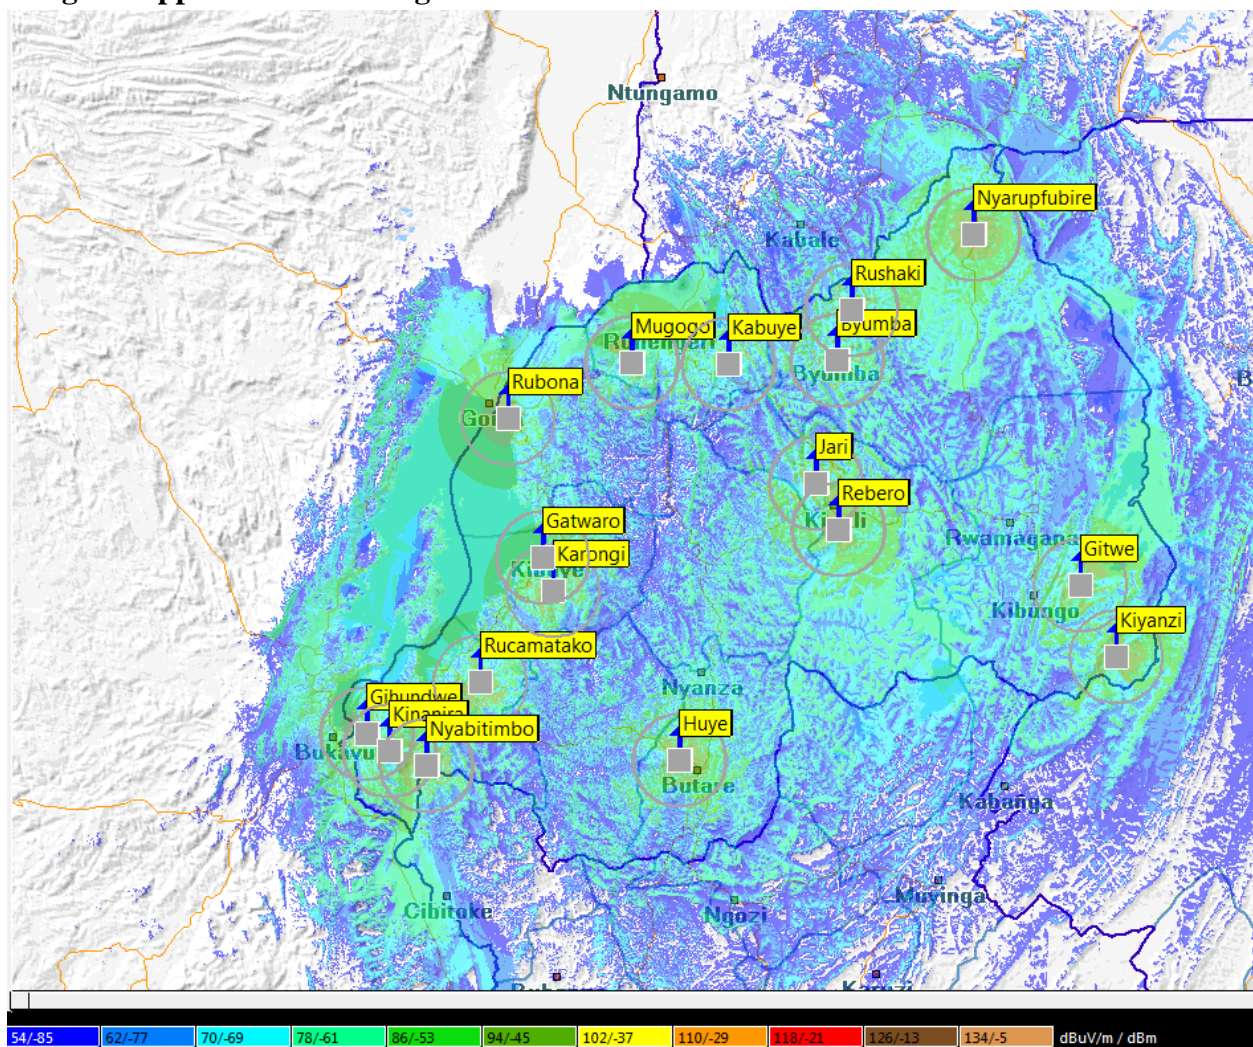 Ntungamo
Nyarupfubire
Kabale
Rushaki
Mugogo
Kabuye
Byumba
Byumba
Rubona
Jari
Rebero
Gatwaro
Rwamagana
Karongi
Gitwe
Kibungo
Kiyanzi
Rucamatako
Nyanza
Gihundwe
Kinanira
Nyabitimbo
Huye
Bukavu
Butare
Kabanga
Muyinga
Cibitoke
Ngozi
54/-85 62/-77 70/-69 78/-61 86/-53 94/-45 102/-37 110/-29 118/-21 126/-13 134/-5 dBuV/m / dBm